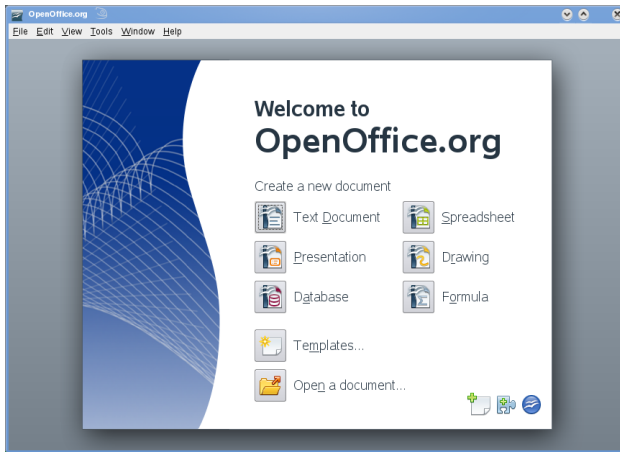 OpenOffice.org
File Edit View Tools Window Help
Welcome to
OpenOffice.org
Create a new document
Text Document Spreadsheet
Presentation Drawing
Database Formula
Templates...
Open a document...